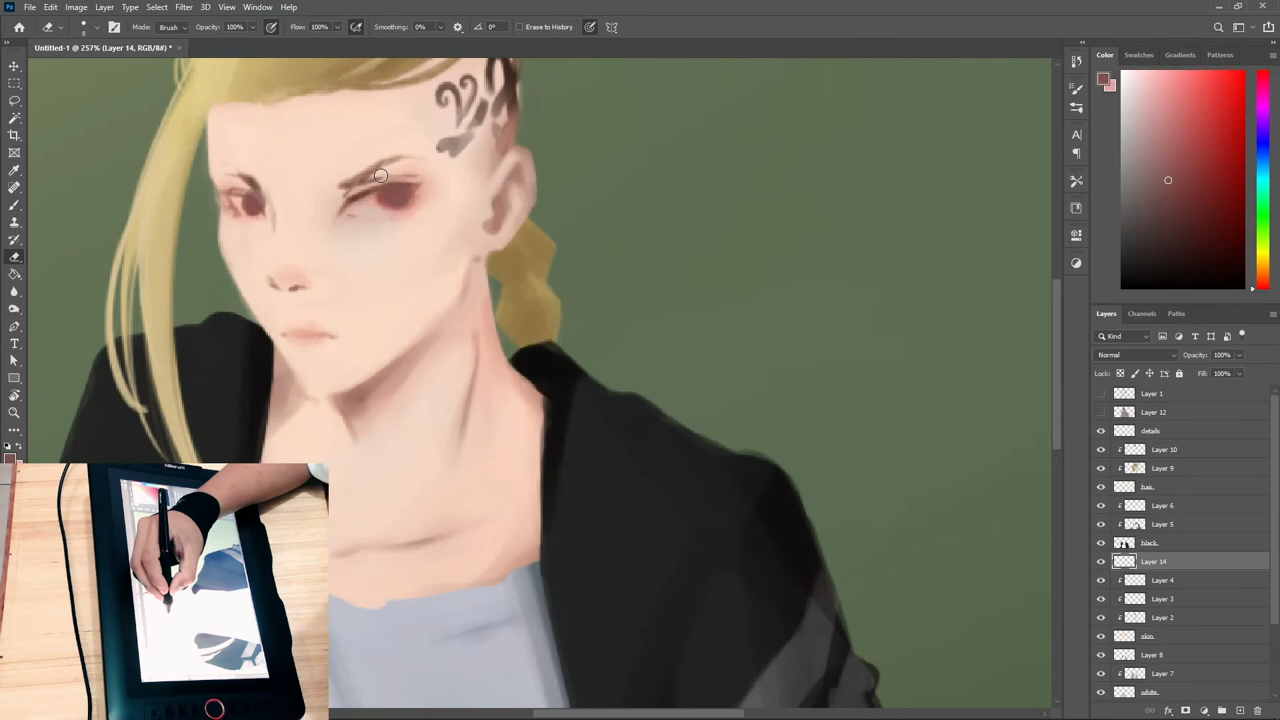 File Edit Image Layer Type Select Filter 3D View Window Help
8 Mode: Brush Opacity: 100% Flow: 100% Smoothing: 0% 0° Erase to History
Untitled-1 @ 257% (Layer 14, RGB/8#) *
Color Swatches Gradients Patterns
Layers Channels Paths
Kind
Normal Opacity: 100%
Lock: Fill: 100%
Layer 1
Layer 12
details
Layer 10
Layer 9
hair
Layer 6
Layer 5
black
Layer 14
Layer 4
Layer 3
Layer 2
skin
Layer 8
Layer 7
white